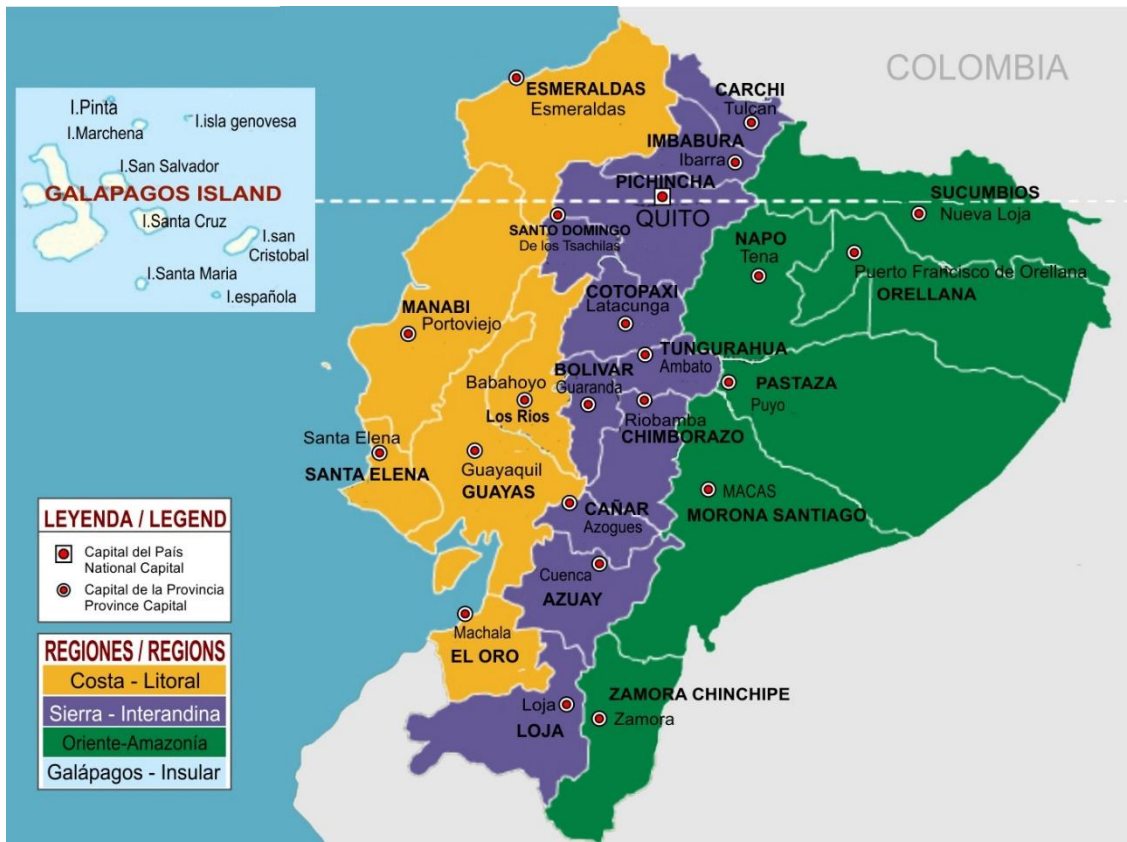 COLOMBIA
ESMERALDAS
Esmeraldas
CARCHI
Tulcan
IMBABURA
Ibarra
PICHINCHA
QUITO
SANTO DOMINGO
De los Tsachilas
SUCUMBIOS
Nueva Loja
NAPO
Tena
Puerto Francisco de Orellana
ORELLANA
I.Pinta
I.Marchena
I.isla genovesa
I.San Salvador
GALAPAGOS ISLAND
I.Santa Cruz
I.san
Cristobal
I.Santa Maria
I.española
MANABI
Portoviejo
COTOPAXI
Latacunga
TUNGURAHUA
Ambato
BOLIVAR
Guaranda
PASTAZA
Puyo
Babahoyo
Los Rios
Riobamba
CHIMBORAZO
Santa Elena
SANTA ELENA
Guayaquil
GUAYAS
MACAS
MORONA SANTIAGO
CAÑAR
Azogues
Cuenca
AZUAY
Machala
EL ORO
Loja
LOJA
ZAMORA CHINCHIPE
Zamora
LEYENDA / LEGEND
Capital del País
National Capital
Capital de la Provincia
Province Capital
REGIONES / REGIONS
Costa - Litoral
Sierra - Interandina
Oriente-Amazonía
Galápagos - Insular